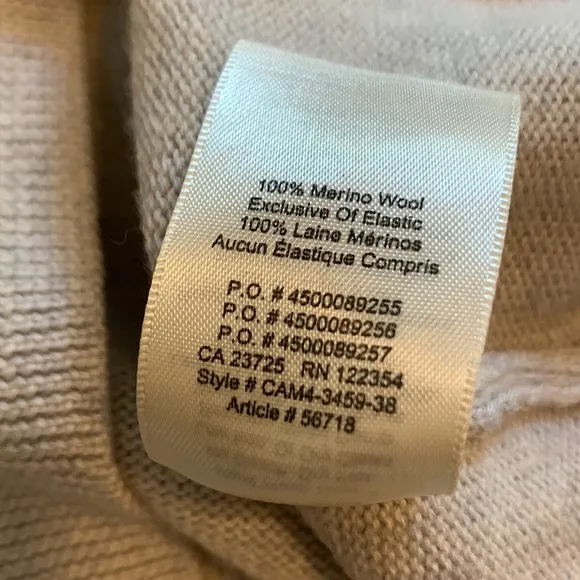 100% Merino Wool
Exclusive Of Elastic
100% Laine Mérinos
Aucun Élastique Compris
P.O. # 4500089255
P.O. # 4500089256
P.O. # 4500089257
CA 23725 RN 122354
Style # CAM4-3459-38
Article # 56718